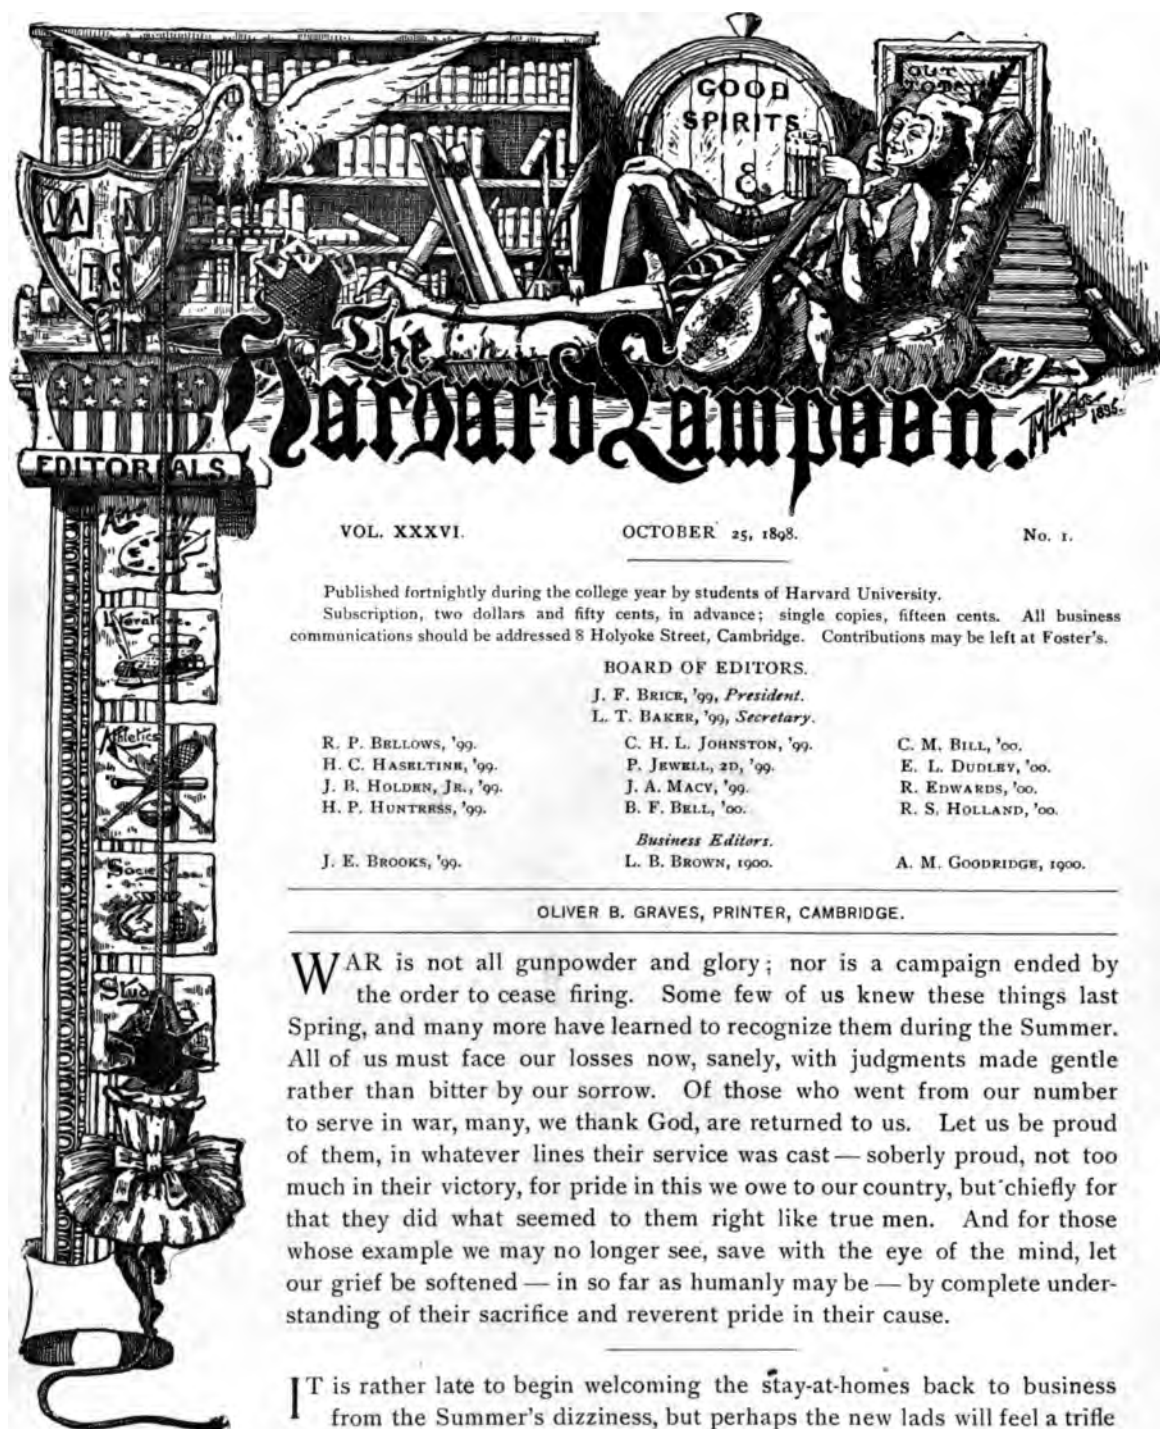 GOOD
SPIRITS
&
OUT
VA NI
TAS
The
Harvard Lampoon.
1895.
EDITORIALS.
Art
Literature.
Athletics
Society
VOL. XXXVI. OCTOBER 25, 1898. No. 1.
Published fortnightly during the college year by students of Harvard University.
Subscription, two dollars and fifty cents, in advance; single copies, fifteen cents. All business
communications should be addressed 8 Holyoke Street, Cambridge. Contributions may be left at Foster's.
BOARD OF EDITORS.
J. F. BRICE, '99, President.
L. T. BAKER, '99, Secretary.
R. P. BELLOWS, '99. C. H. L. JOHNSTON, '99. C. M. BILL, '00.
H. C. HASELTINE, '99. P. JEWELL, 2D, '99. E. L. DUDLEY, '00.
J. B. HOLDEN, JR., '99. J. A. MACY, '99. R. EDWARDS, '00.
H. P. HUNTRESS, '99. B. F. BELL, '00. R. S. HOLLAND, '00.
Business Editors.
J. E. BROOKS, '99. L. B. BROWN, 1900. A. M. GOODRIDGE, 1900.
OLIVER B. GRAVES, PRINTER, CAMBRIDGE.
WAR is not all gunpowder and glory; nor is a campaign ended by
the order to cease firing. Some few of us knew these things last
Spring, and many more have learned to recognize them during the Summer.
All of us must face our losses now, sanely, with judgments made gentle
rather than bitter by our sorrow. Of those who went from our number
to serve in war, many, we thank God, are returned to us. Let us be proud
of them, in whatever lines their service was cast — soberly proud, not too
much in their victory, for pride in this we owe to our country, but chiefly for
that they did what seemed to them right like true men. And for those
whose example we may no longer see, save with the eye of the mind, let
our grief be softened — in so far as humanly may be — by complete under-
standing of their sacrifice and reverent pride in their cause.
IT is rather late to begin welcoming the stay-at-homes back to business
from the Summer's dizziness, but perhaps the new lads will feel a trifle